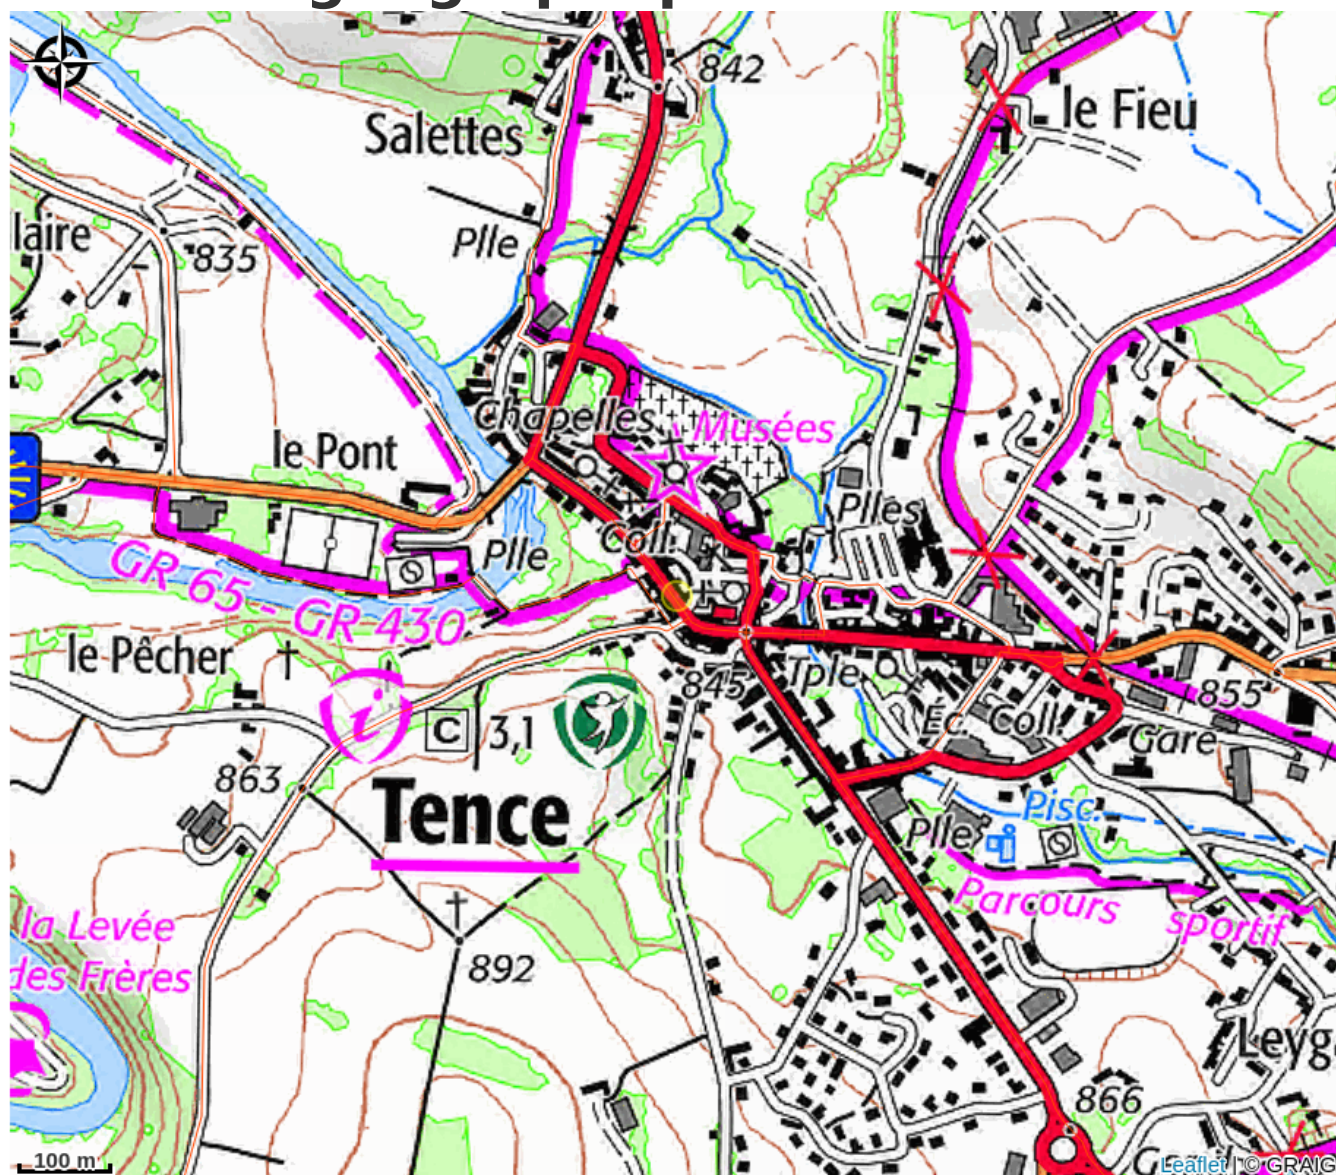 842
le Fieu
Salettes
laire
Plle
835
Chapelles
Musées
le Pont
Plles
Coll.
Plle
GR 65 - GR 430
le Pêcher
845
Tple
855
i
C
3,1
Éc.
Coll.
Gare
863
Tence
Pisc.
Plle
Parcours
sportif
la Levée
des Frères
892
Leyg
866
100 m
Leaflet | © GRAIG